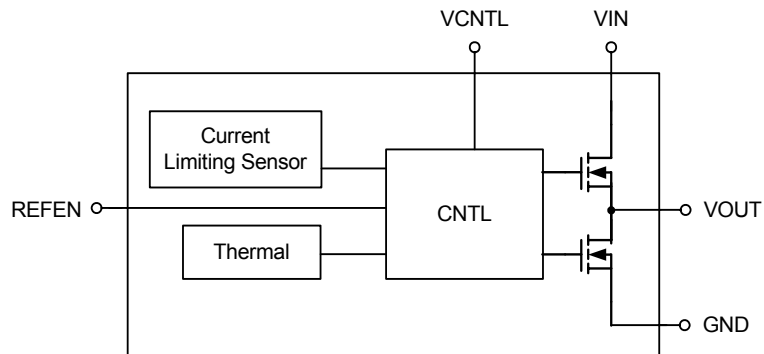 VCNTL
VIN
Current
Limiting Sensor
REFEN
CNTL
VOUT
Thermal
GND